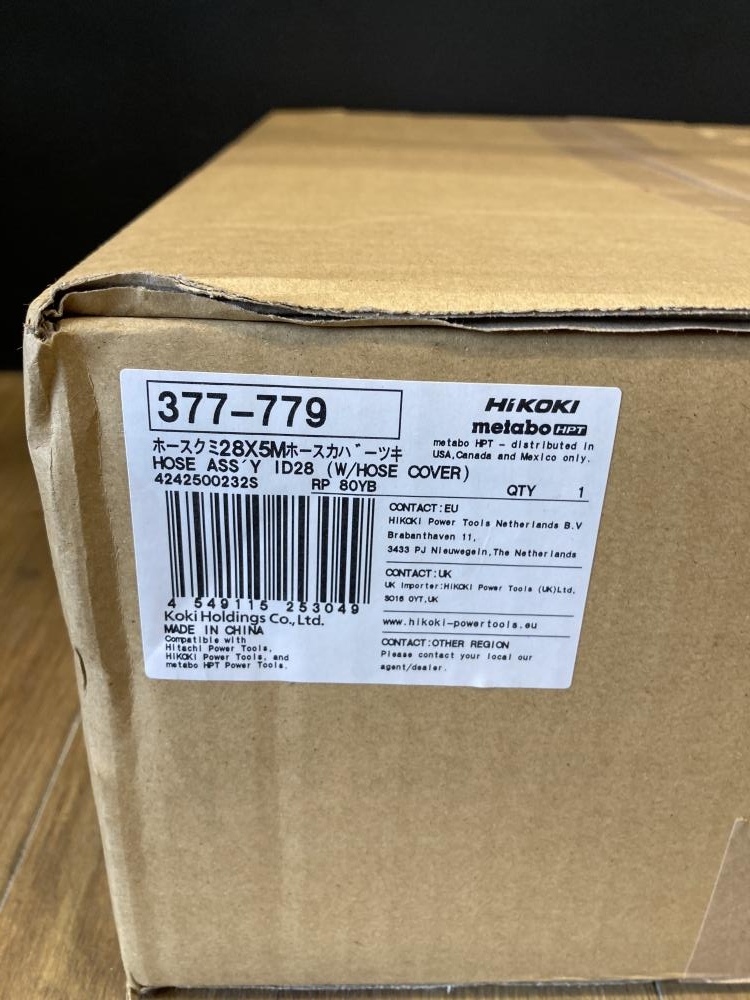 377-779
HiKOKI
metabo HPT
metabo HPT - distributed in
USA,Canada and Mexico only.
ホースクミ28X5Mホースカバーツキ
HOSE ASS'Y ID28 (W/HOSE COVER)
4242500232S RP 80YB QTY 1
4 549115 253049
Koki Holdings Co., Ltd.
MADE IN CHINA
Compatible with
Hitachi Power Tools,
HiKOKI Power Tools, and
metabo HPT Power Tools.
CONTACT:EU
HiKOKI Power Tools Netherlands B.V
Brabanthaven 11,
3433 PJ Nieuwegein,The Netherlands
CONTACT:UK
UK Importer:HiKOKI Power Tools (UK)Ltd,
SO16 0YT,UK
www.hikoki-powertools.eu
CONTACT:OTHER REGION
Please contact your local our
agent/dealer.